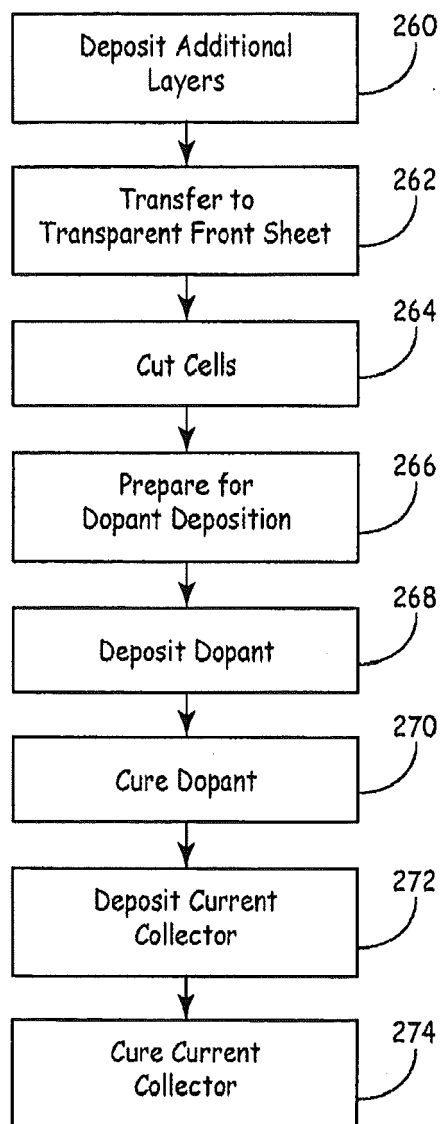 260
Deposit Additional
Layers
262
Transfer to
Transparent Front Sheet
264
Cut Cells
266
Prepare for
Dopant Deposition
268
Deposit Dopant
270
Cure Dopant
272
Deposit Current
Collector
274
Cure Current
Collector